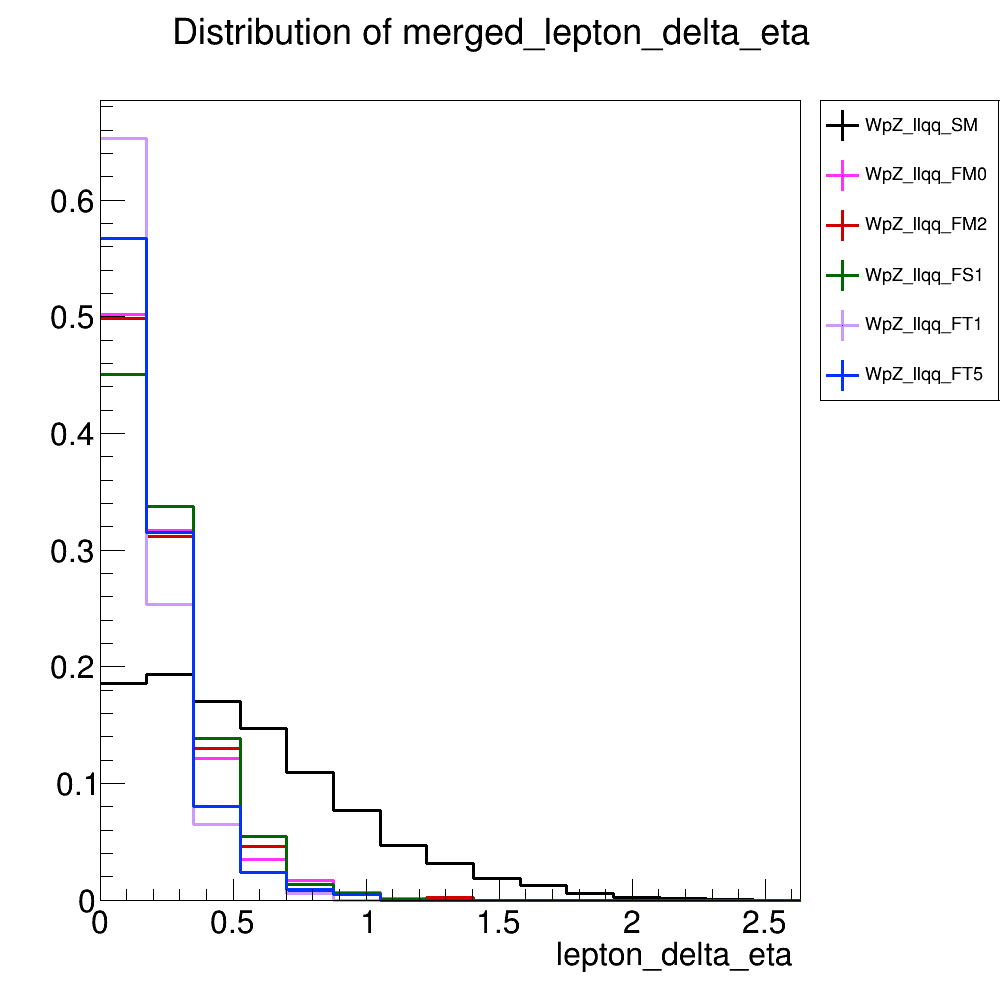 Distribution of merged_lepton_delta_eta
WpZ_llqq_SM
WpZ_llqq_FM0
WpZ_llqq_FM2
WpZ_llqq_FS1
WpZ_llqq_FT1
WpZ_llqq_FT5
0.6
0.5
0.4
0.3
0.2
0.1
0
0 0.5 1 1.5 2 2.5
lepton_delta_eta